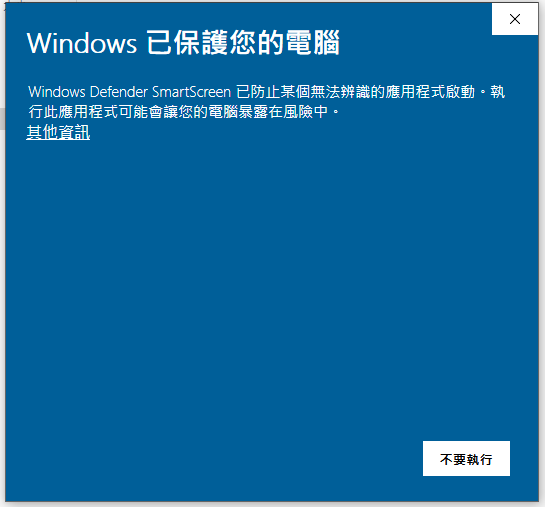 Windows 已保護您的電腦
Windows Defender SmartScreen 已防止某個無法辨識的應用程式啟動。執
行此應用程式可能會讓您的電腦暴露在風險中。
其他資訊
不要執行